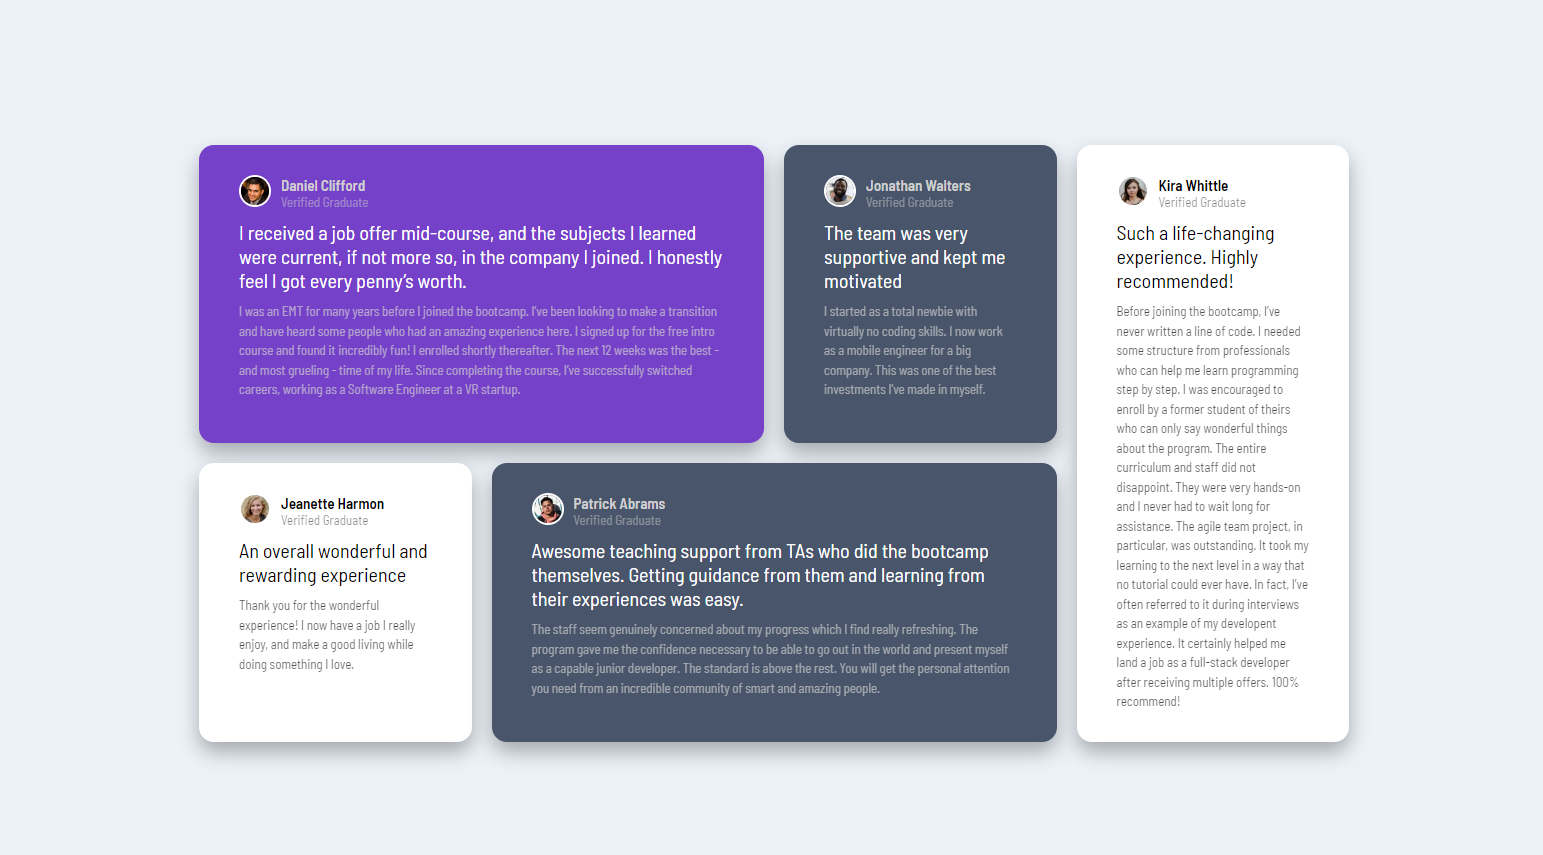 Daniel Clifford
Verified Graduate
I received a job offer mid-course, and the subjects I learned
were current, if not more so, in the company I joined. I honestly
feel I got every penny’s worth.
I was an EMT for many years before I joined the bootcamp. I’ve been looking to make a transition
and have heard some people who had an amazing experience here. I signed up for the free intro
course and found it incredibly fun! I enrolled shortly thereafter. The next 12 weeks was the best -
and most grueling - time of my life. Since completing the course, I’ve successfully switched
careers, working as a Software Engineer at a VR startup.
Jonathan Walters
Verified Graduate
The team was very
supportive and kept me
motivated
I started as a total newbie with
virtually no coding skills. I now work
as a mobile engineer for a big
company. This was one of the best
investments I’ve made in myself.
Kira Whittle
Verified Graduate
Such a life-changing
experience. Highly
recommended!
Before joining the bootcamp, I’ve
never written a line of code. I needed
some structure from professionals
who can help me learn programming
step by step. I was encouraged to
enroll by a former student of theirs
who can only say wonderful things
about the program. The entire
curriculum and staff did not
disappoint. They were very hands-on
and I never had to wait long for
assistance. The agile team project, in
particular, was outstanding. It took my
learning to the next level in a way that
no tutorial could ever have. In fact, I’ve
often referred to it during interviews
as an example of my developent
experience. It certainly helped me
land a job as a full-stack developer
after receiving multiple offers. 100%
recommend!
Jeanette Harmon
Verified Graduate
An overall wonderful and
rewarding experience
Thank you for the wonderful
experience! I now have a job I really
enjoy, and make a good living while
doing something I love.
Patrick Abrams
Verified Graduate
Awesome teaching support from TAs who did the bootcamp
themselves. Getting guidance from them and learning from
their experiences was easy.
The staff seem genuinely concerned about my progress which I find really refreshing. The
program gave me the confidence necessary to be able to go out in the world and present myself
as a capable junior developer. The standard is above the rest. You will get the personal attention
you need from an incredible community of smart and amazing people.